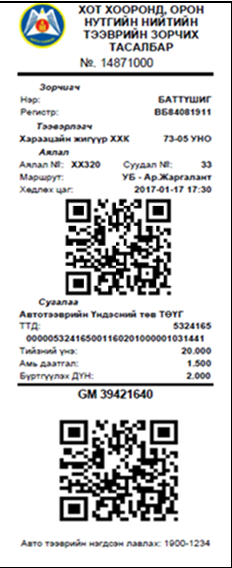 ХОТ ХООРОНД, ОРОН
НУТГИЙН НИЙТИЙН
ТЭЭВРИЙН ЗОРЧИХ
ТАСАЛБАР
№. 14871000
Зорчигч
Нэр: БАТТҮШИГ
Регистр: ВБ84081911
Тээвэрлэгч
Хараацайн жигүүр ХХК 73-05 УНО
Аялал
Аялал №: XX320 Суудал №: 33
Маршрут: УБ - Ар.Жаргалант
Хөдлөх цаг: 2017-01-17 17:30
Сугалаа
Автотээврийн Үндэсний төв ТӨҮГ
ТТД: 5324165
000005324165001160201000001031441
Тийзний үнэ: 20.000
Амь даатгал: 1.500
Бүртгүүлэх ДҮН: 2.000
GM 39421640
Авто тээврийн нэгдсэн лавлах: 1900-1234